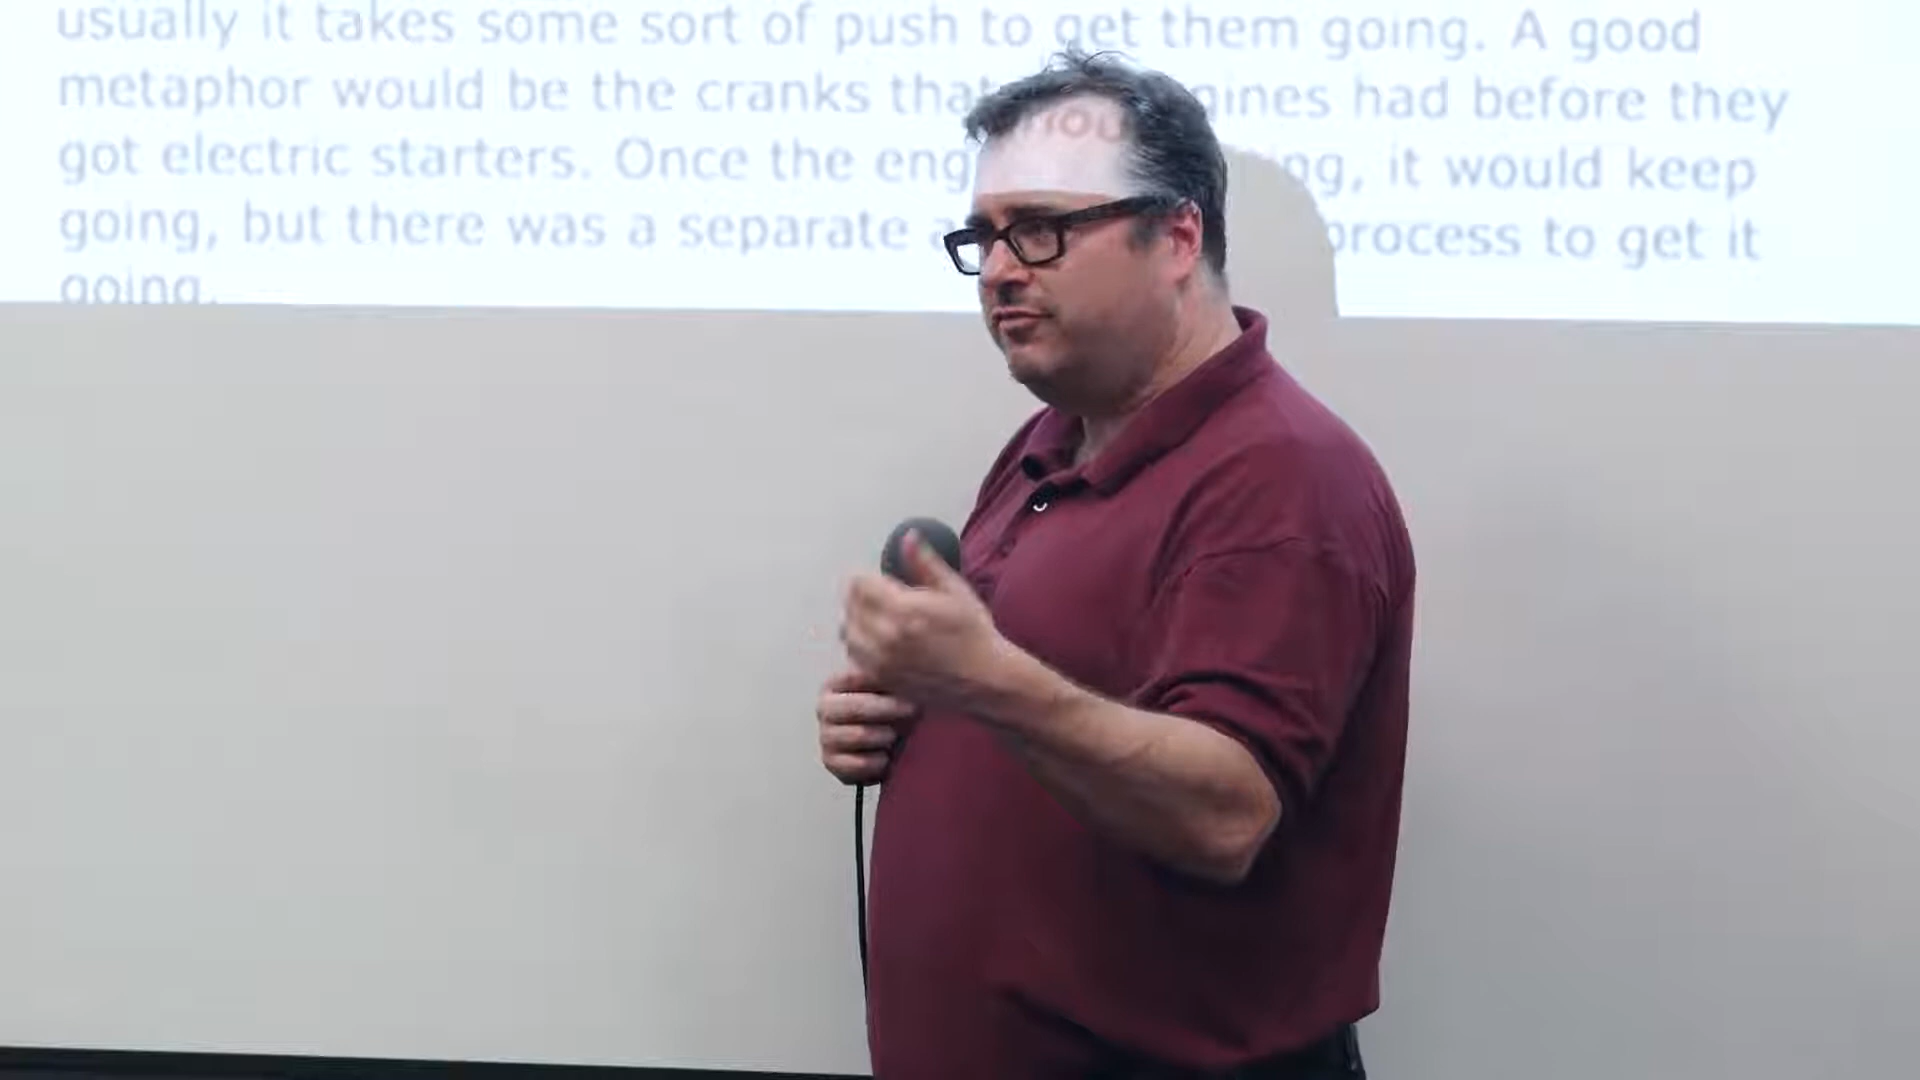 usually it takes some sort of push to get them going. A good
metaphor would be the cranks that gines had before they
got electric starters. Once the eng ng, it would keep
going, but there was a separate a process to get it
going.